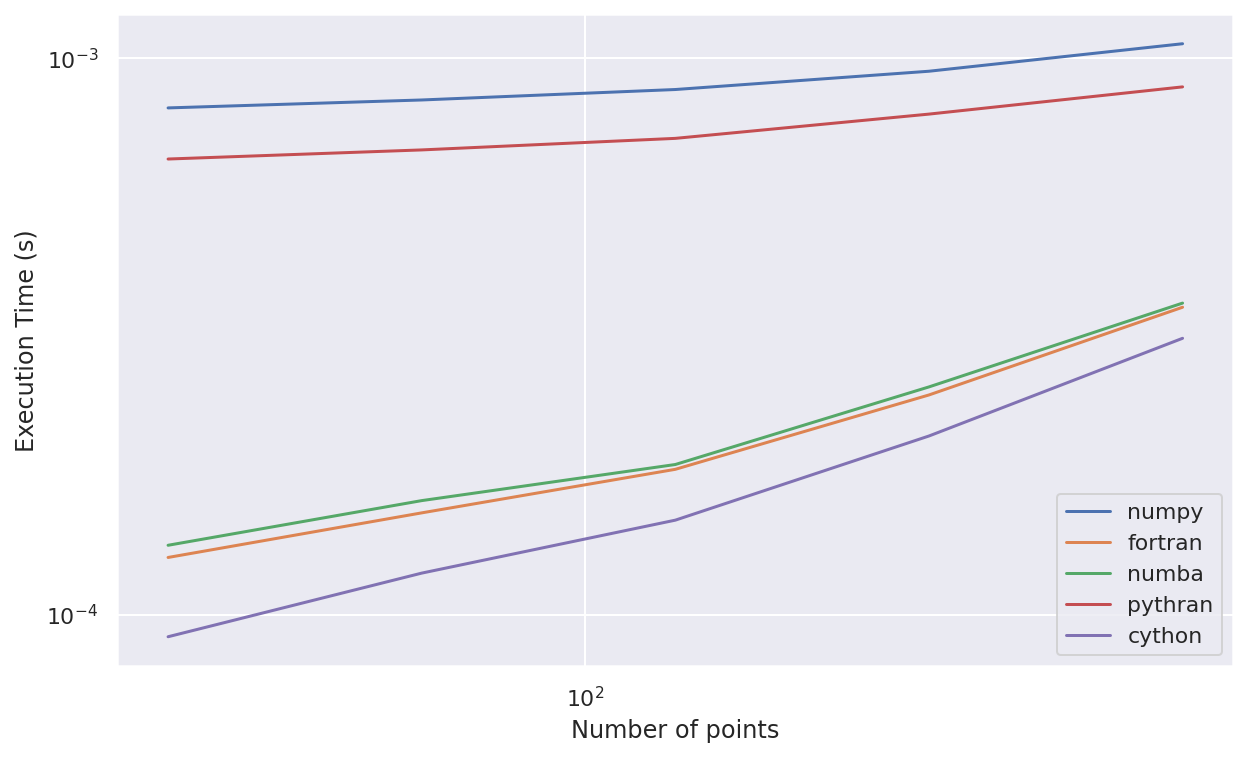 10⁻³
10⁻⁴
Execution Time (s)
numpy
fortran
numba
pythran
cython
10²
Number of points